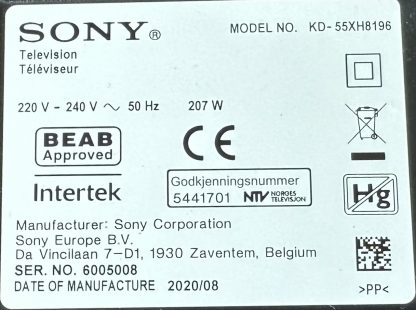 SONY® MODEL NO. KD-55XH8196
Television
Téléviseur
220 V - 240 V ~ 50 Hz 207 W
BEAB
Approved
CE
Intertek
Godkjenningsnummer
5441701 NTV NORGES TELEVISJON
Hg
Manufacturer: Sony Corporation
Sony Europe B.V.
Da Vincilaan 7-D1, 1930 Zaventem, Belgium
SER. NO. 6005008
DATE OF MANUFACTURE 2020/08
>PP<